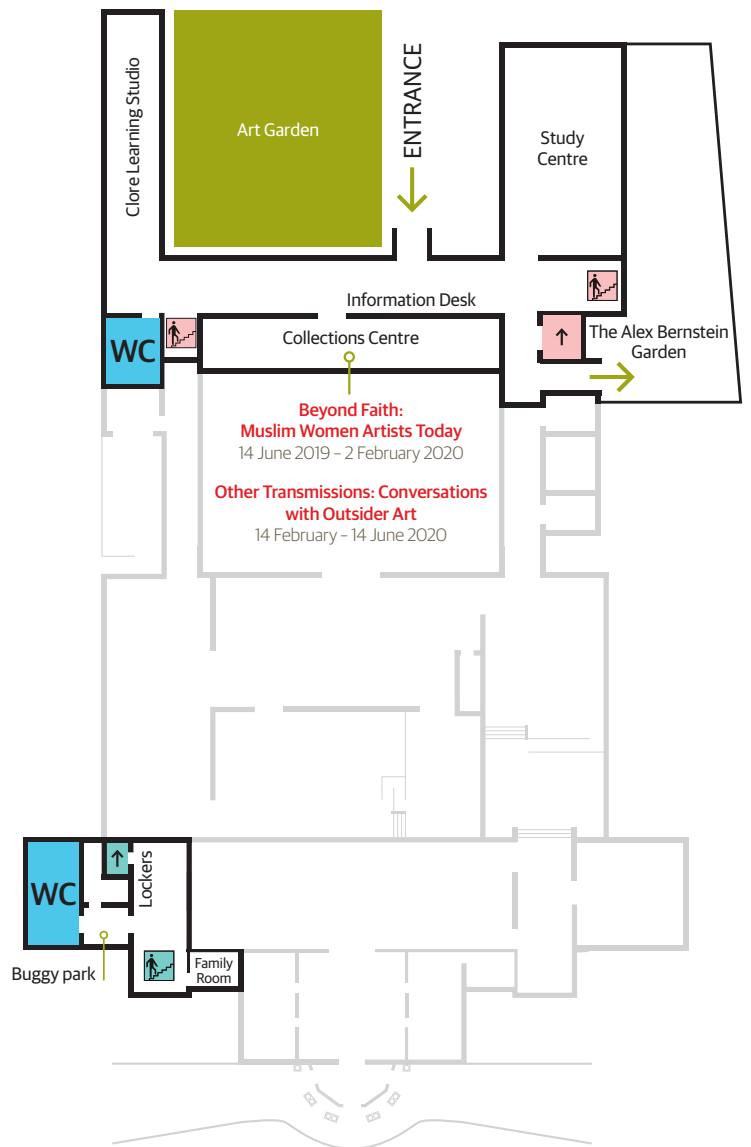 Clore Learning Studio
Art Garden
ENTRANCE
Study
Centre
Information Desk
WC
Collections Centre
The Alex Bernstein
Garden
Beyond Faith:
Muslim Women Artists Today
14 June 2019 – 2 February 2020
Other Transmissions: Conversations
with Outsider Art
14 February – 14 June 2020
WC
Lockers
Buggy park
Family
Room